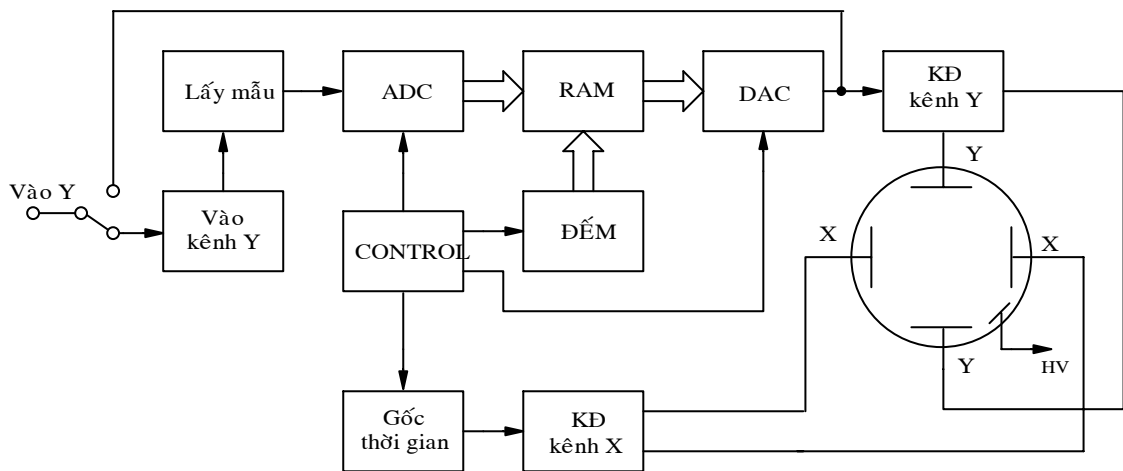 Lấy mẫu
ADC
RAM
DAC
KĐ
kênh Y
Vào Y
Vào
kênh Y
CONTROL
ĐẾM
Y
X
X
Y
HV
Gốc
thời gian
KĐ
kênh X